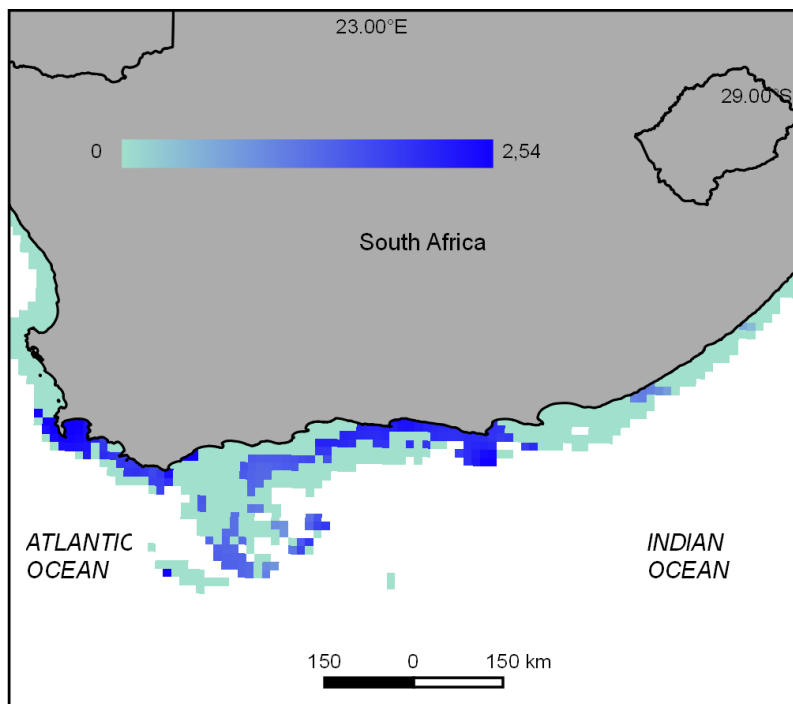 23.00°E
29.00°S
0
2,54
South Africa
ATLANTIC
OCEAN
INDIAN
OCEAN
150
0
150 km